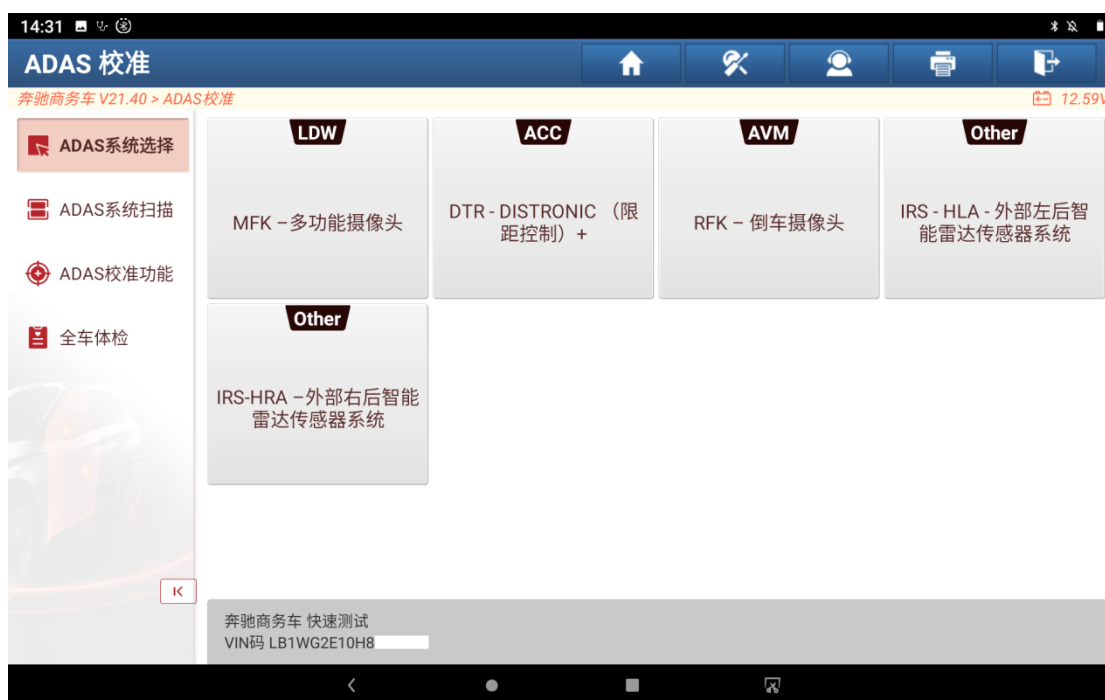 14:31
ADAS 校准
奔驰商务车 V21.40 > ADAS校准
12.59V
ADAS系统选择
ADAS系统扫描
ADAS校准功能
全车体检
LDW
MFK –多功能摄像头
ACC
DTR - DISTRONIC （限
距控制）+
AVM
RFK – 倒车摄像头
Other
IRS - HLA - 外部左后智
能雷达传感器系统
Other
IRS-HRA –外部右后智能
雷达传感器系统
奔驰商务车 快速测试
VIN码 LB1WG2E10H8